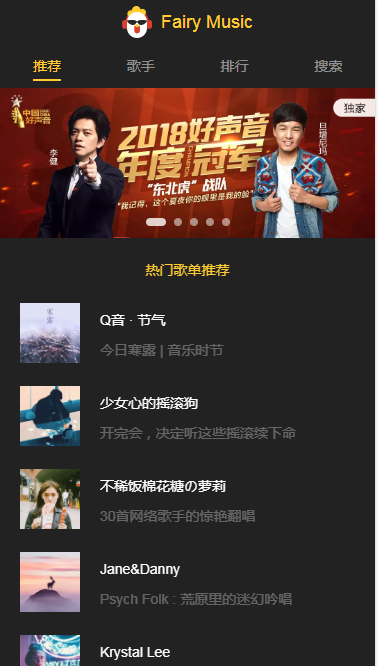 Fairy Music
推荐
歌手
排行
搜索
中国
好声音
独家
2018好声音
年度冠军
CHAMPION
李健
旦增尼玛
“东北虎”战队
“我记得，这个夏夜你的眼里是我的脸”
热门歌单推荐
寒露
Q音 · 节气
今日寒露 | 音乐时节
少女心的摇滚狗
开完会，决定听这些摇滚续下命
不稀饭棉花糖の萝莉
30首网络歌手的惊艳翻唱
Jane&Danny
Psych Folk : 荒原里的迷幻吟唱
Krystal Lee